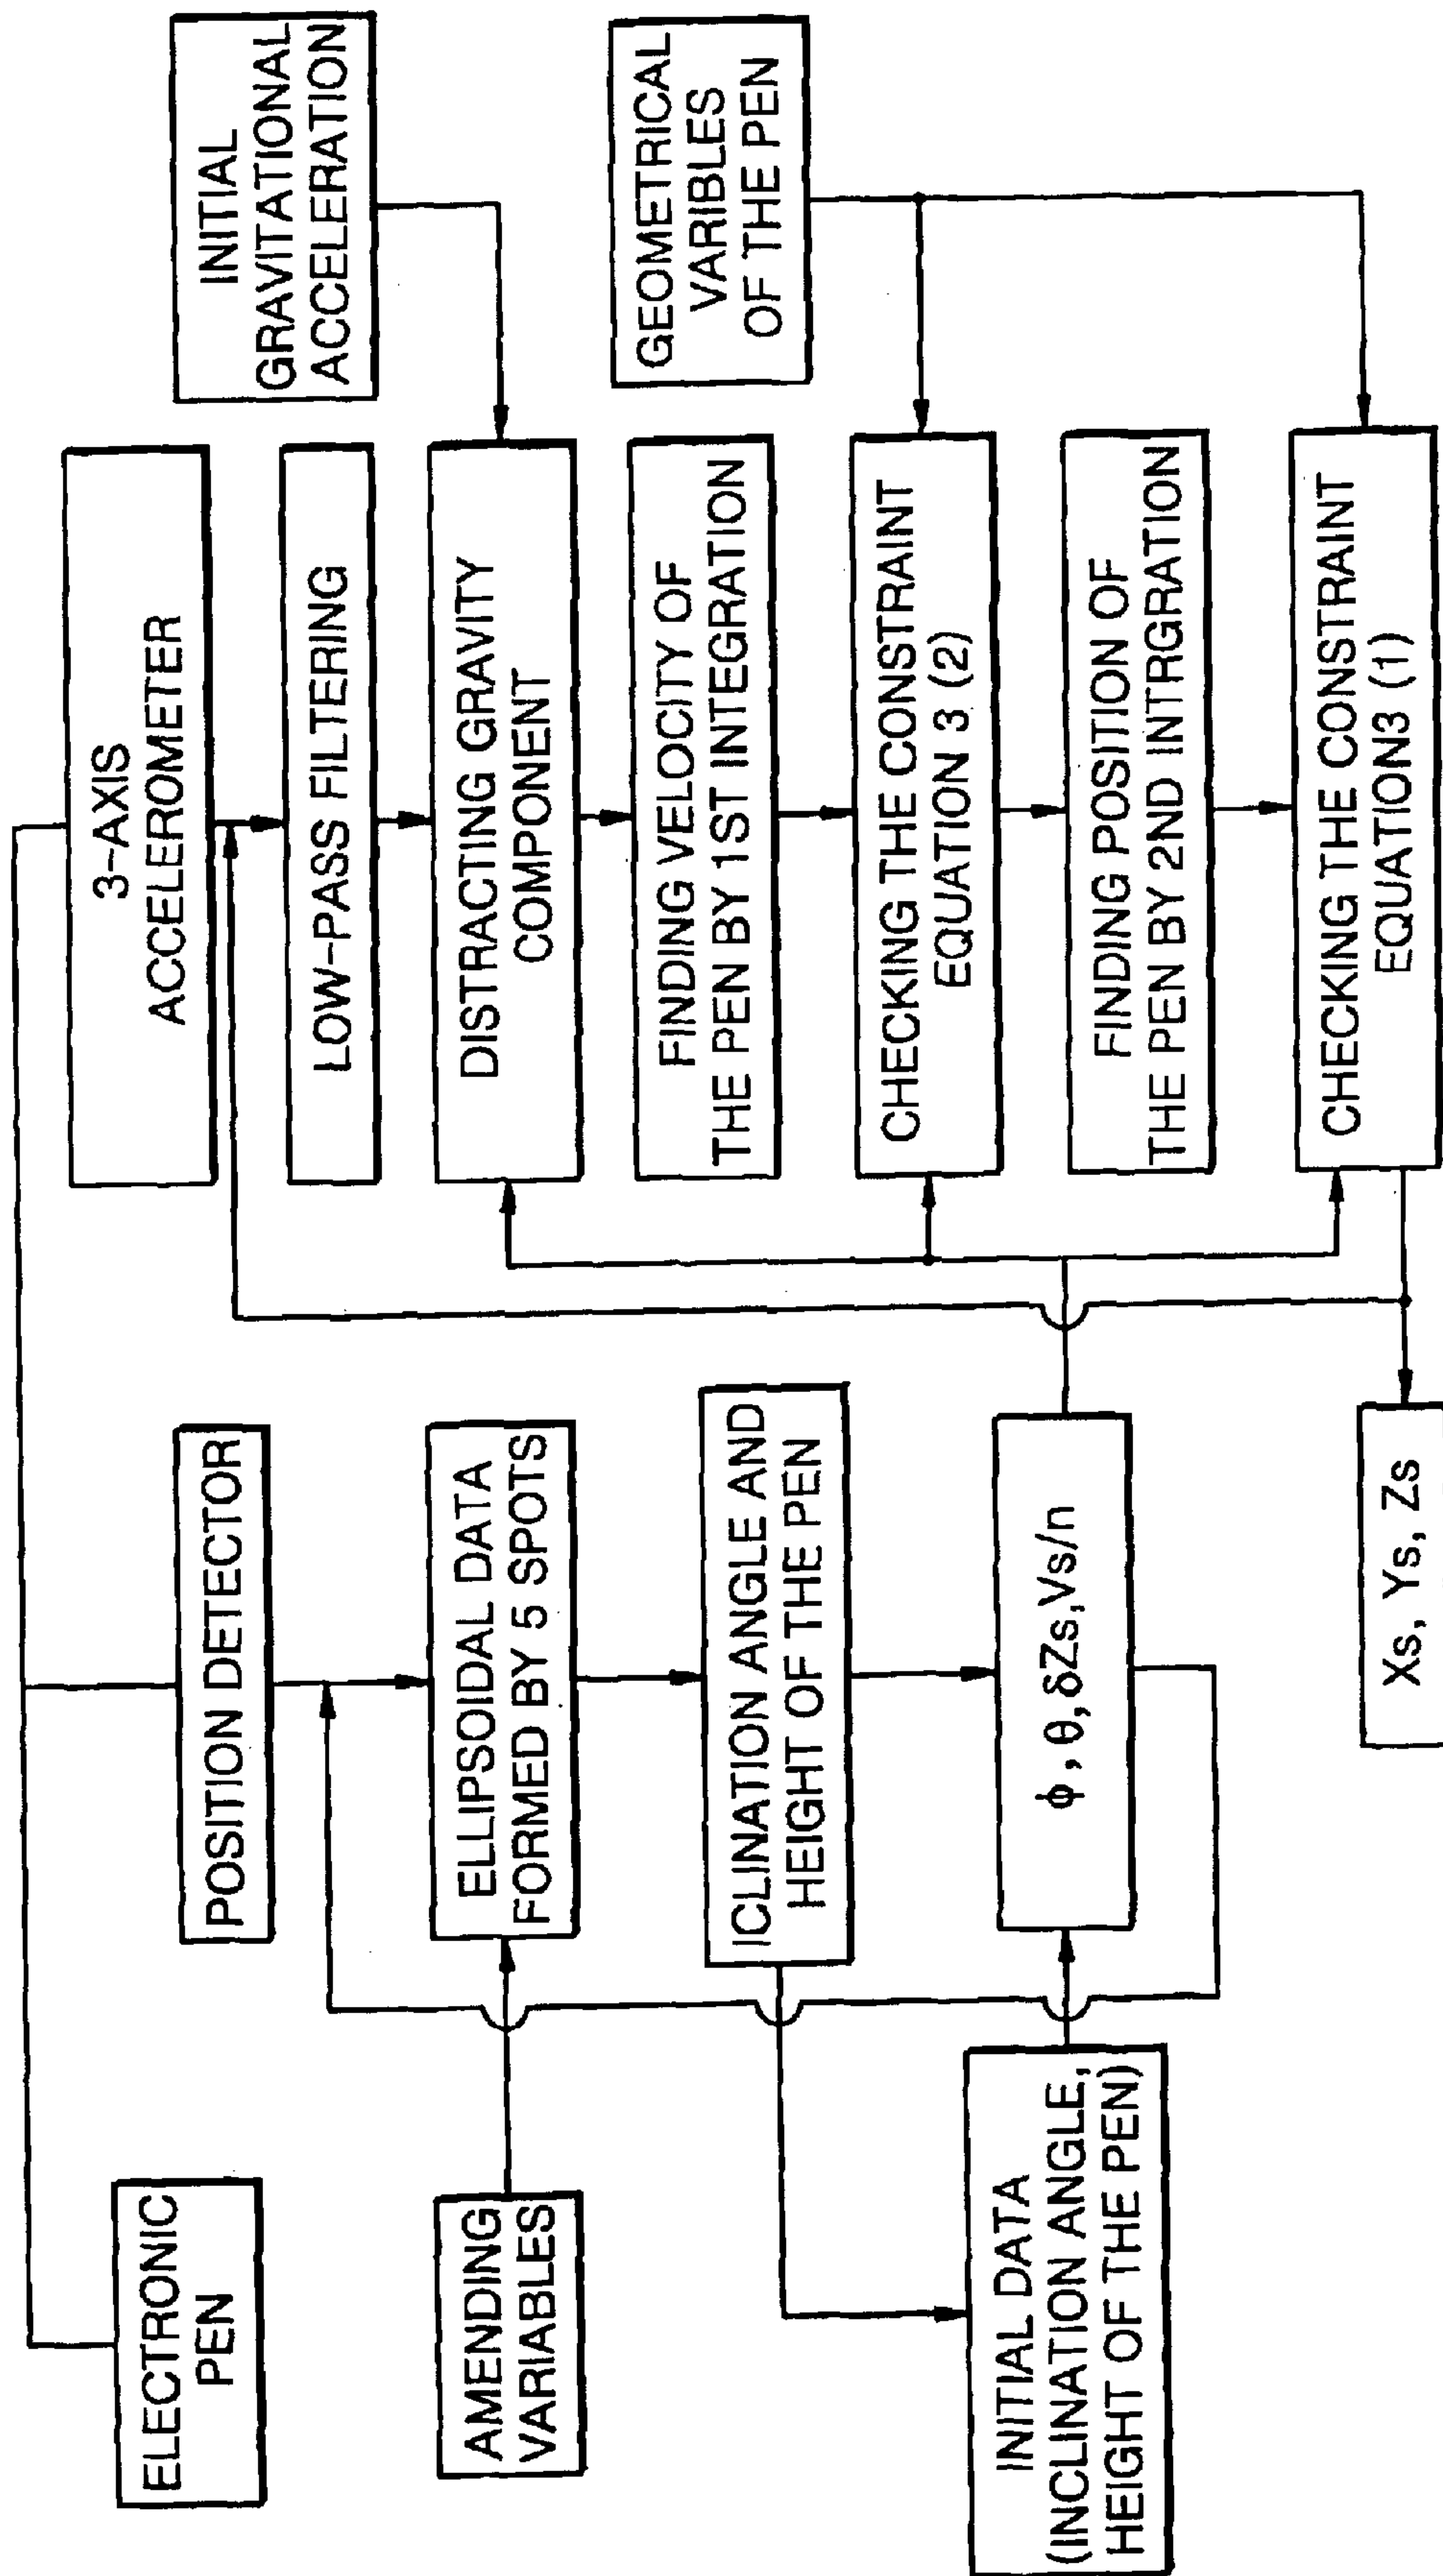 ELECTRONIC
PEN
POSITION DETECTOR
3-AXIS
ACCELEROMETER
INITIAL
GRAVITATIONAL
ACCELERATION
LOW-PASS FILTERING
AMENDING
VARIABLES
ELLIPSOIDAL DATA
FORMED BY 5 SPOTS
DISTRACTING GRAVITY
COMPONENT
ICLINATION ANGLE AND
HEIGHT OF THE PEN
FINDING VELOCITY OF
THE PEN BY 1ST INTEGRATION
GEOMETRICAL
VARIBLES
OF THE PEN
CHECKING THE CONSTRAINT
EQUATION 3 (2)
INITIAL DATA
(INCLINATION ANGLE,
HEIGHT OF THE PEN)
ϕ, θ, δZs, Vs/n
FINDING POSITION OF
THE PEN BY 2ND INTRGRATION
CHECKING THE CONSTRAINT
EQUATION3 (1)
Xs, Ys, Zs